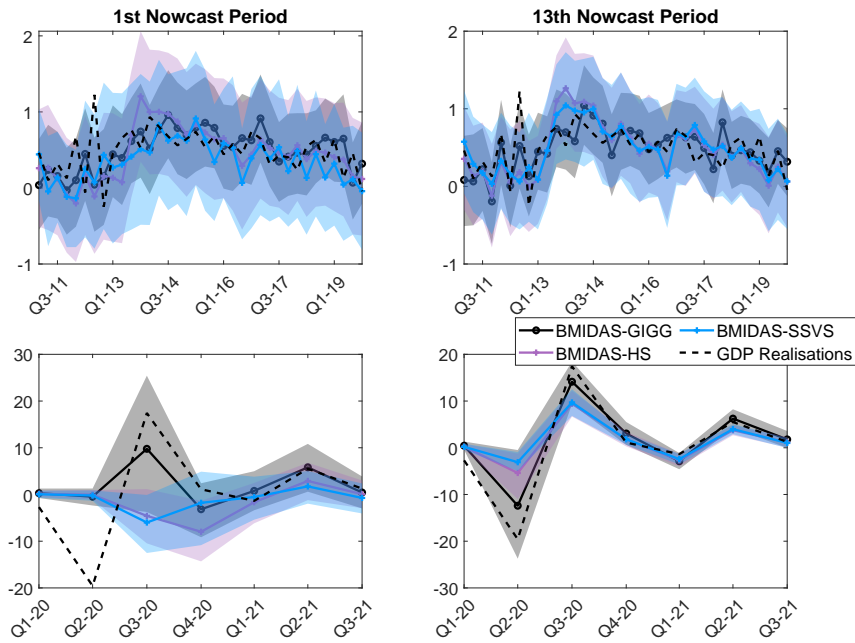 1st Nowcast Period
13th Nowcast Period
2
1
0
-1
Q3-11
Q1-13
Q3-14
Q1-16
Q3-17
Q1-19
2
1
0
-1
Q3-11
Q1-13
Q3-14
Q1-16
Q3-17
Q1-19
BMIDAS-GIGG
BMIDAS-SSVS
BMIDAS-HS
GDP Realisations
30
20
10
0
-10
-20
Q1-20
Q2-20
Q3-20
Q4-20
Q1-21
Q2-21
Q3-21
20
10
0
-10
-20
-30
Q1-20
Q2-20
Q3-20
Q4-20
Q1-21
Q2-21
Q3-21